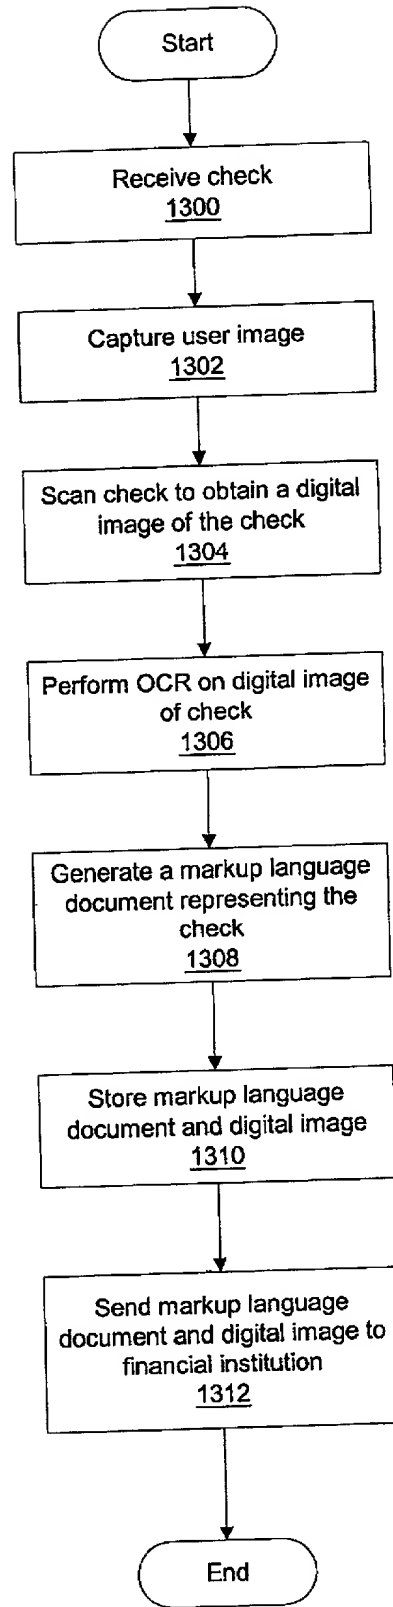 Start
Receive check
1300
Capture user image
1302
Scan check to obtain a digital
image of the check
1304
Perform OCR on digital image
of check
1306
Generate a markup language
document representing the
check
1308
Store markup language
document and digital image
1310
Send markup language
document and digital image to
financial institution
1312
End